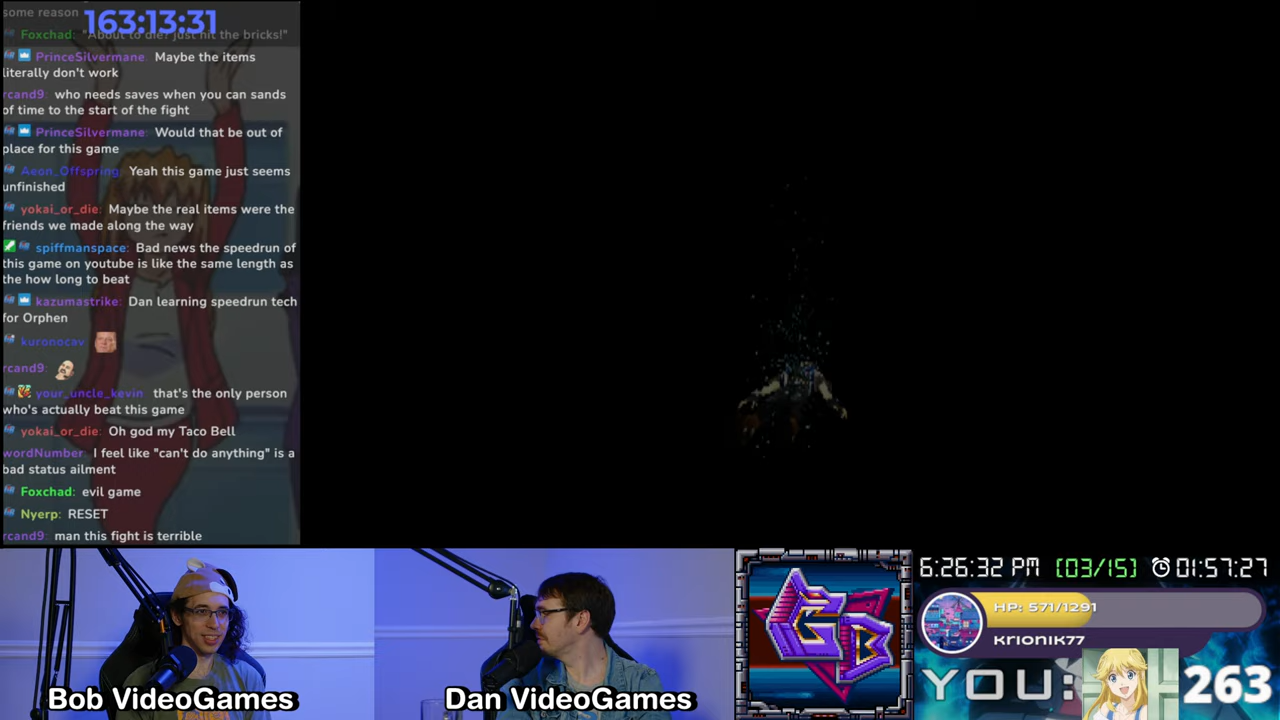 some reason
163:13:31
Foxchad: "About to die? just hit the bricks!"
PrinceSilvermane: Maybe the items
literally don't work
rcand9: who needs saves when you can sands
of time to the start of the fight
PrinceSilvermane: Would that be out of
place for this game
Aeon_Offspring: Yeah this game just seems
unfinished
yokai_or_die: Maybe the real items were the
friends we made along the way
spiffmanspace: Bad news the speedrun of
this game on youtube is like the same length as
the how long to beat
kazumastrike: Dan learning speedrun tech
for Orphen
kuronocav
rcand9:
your_uncle_kevin that's the only person
who's actually beat this game
yokai_or_die: Oh god my Taco Bell
wordNumber: I feel like "can't do anything" is a
bad status ailment
Foxchad: evil game
Nyerp: RESET
rcand9: man this fight is terrible
Bob VideoGames
Dan VideoGames
GB
6:26:32 PM [03/15] 01:57:27
HP: 571/1291
KRIONIK77
YOU: 263